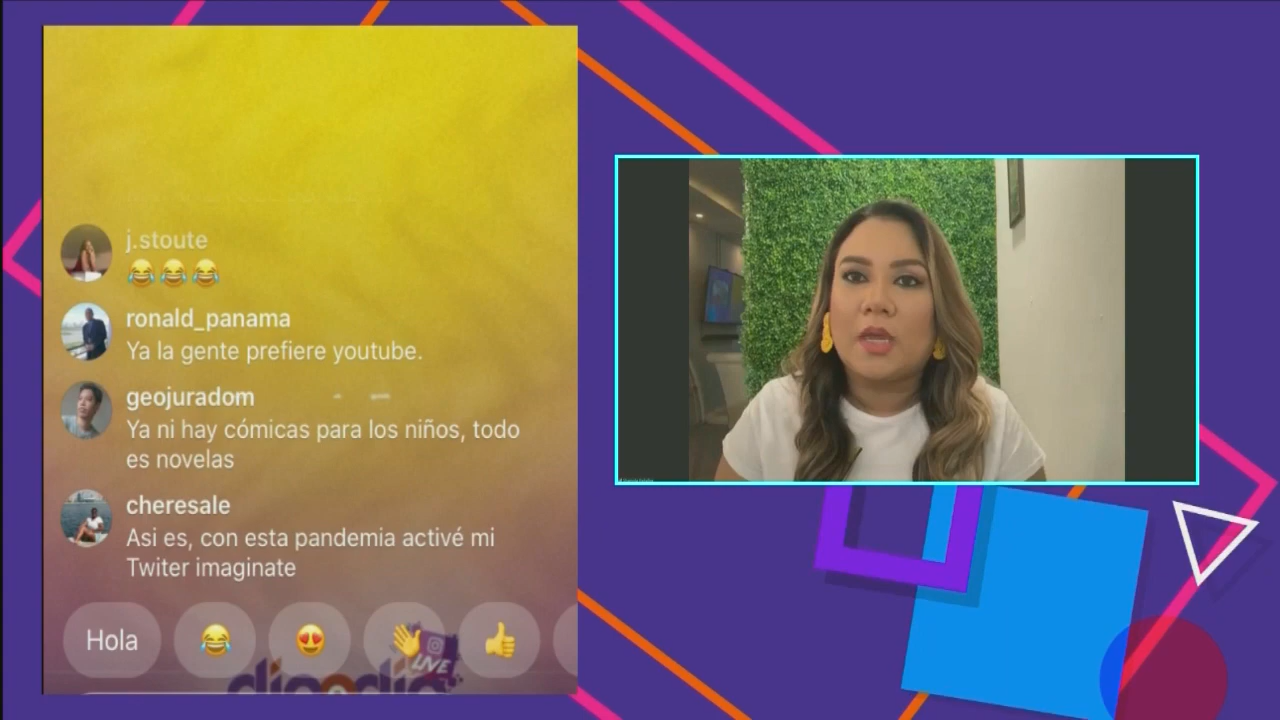 j.stoute
😂😂😂
ronald_panama
Ya la gente prefiere youtube.
geojuradom
Ya ni hay cómicas para los niños, todo
es novelas
cheresale
Asi es, con esta pandemia activé mi
Twiter imaginate
Hola
LIVE